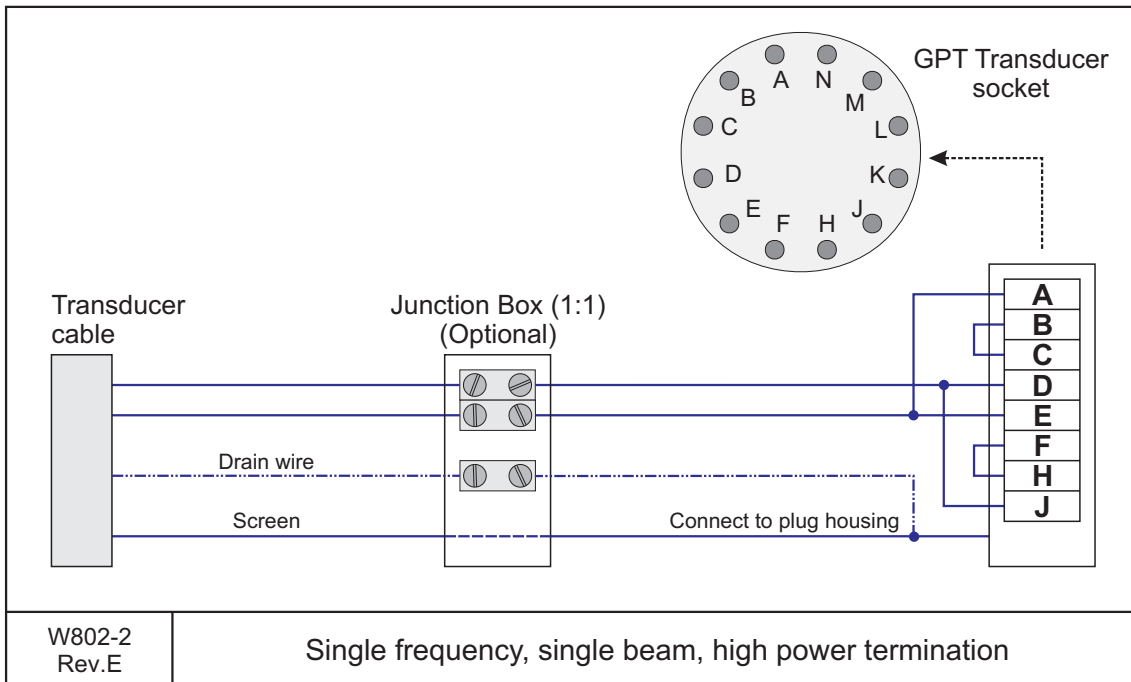 GPT Transducer
socket
A
N
B
M
C
L
D
K
E
J
F
H
Transducer
cable
Junction Box (1:1)
(Optional)
A
B
C
D
E
F
H
J
Drain wire
Screen
Connect to plug housing
W802-2
Rev.E
Single frequency, single beam, high power termination